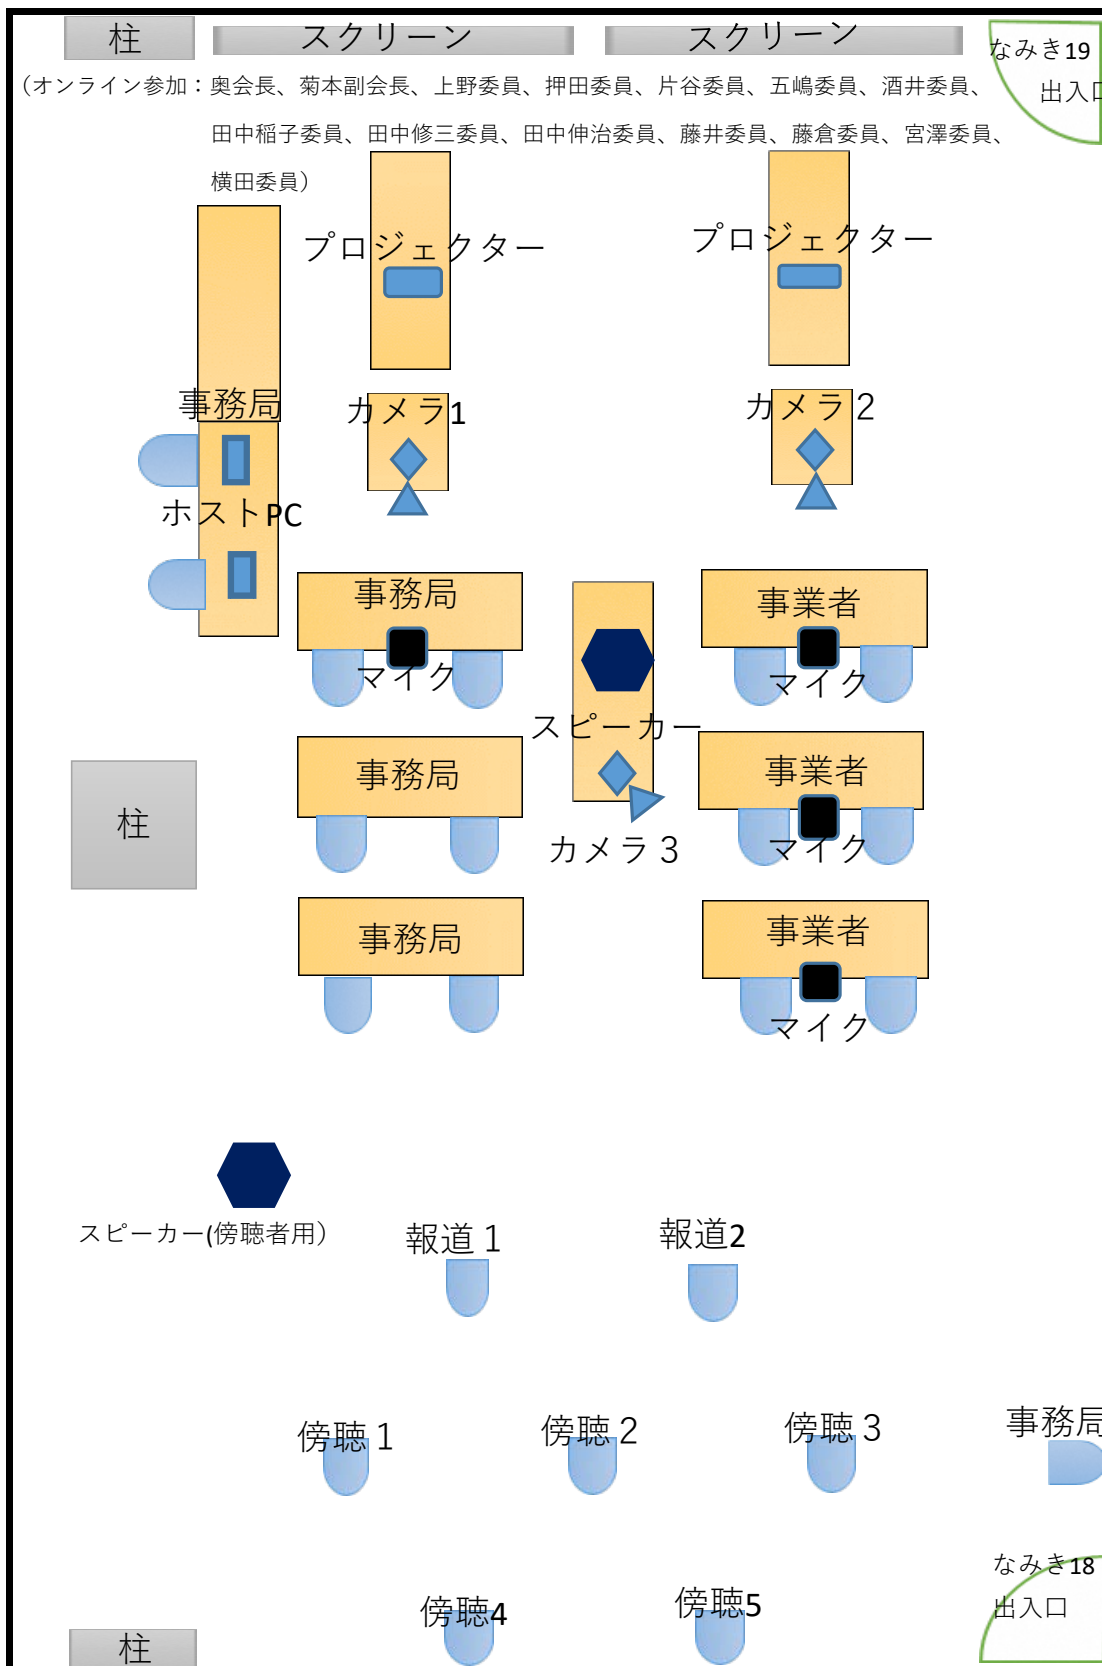 柱
スクリーン
スクリーン
なみき19
出入口
(オンライン参加：奥会長、菊本副会長、上野委員、押田委員、片谷委員、五嶋委員、酒井委員、
田中稲子委員、田中修三委員、田中伸治委員、藤井委員、藤倉委員、宮澤委員、
横田委員）
プロジェクター
プロジェクター
事務局
カメラ1
カメラ２
ホストPC
事務局
マイク
事業者
マイク
スピーカー
事務局
事業者
柱
カメラ３
マイク
事務局
事業者
マイク
スピーカー(傍聴者用）
報道１
報道2
傍聴１
傍聴２
傍聴３
事務局
なみき18
出入口
傍聴4
傍聴5
柱